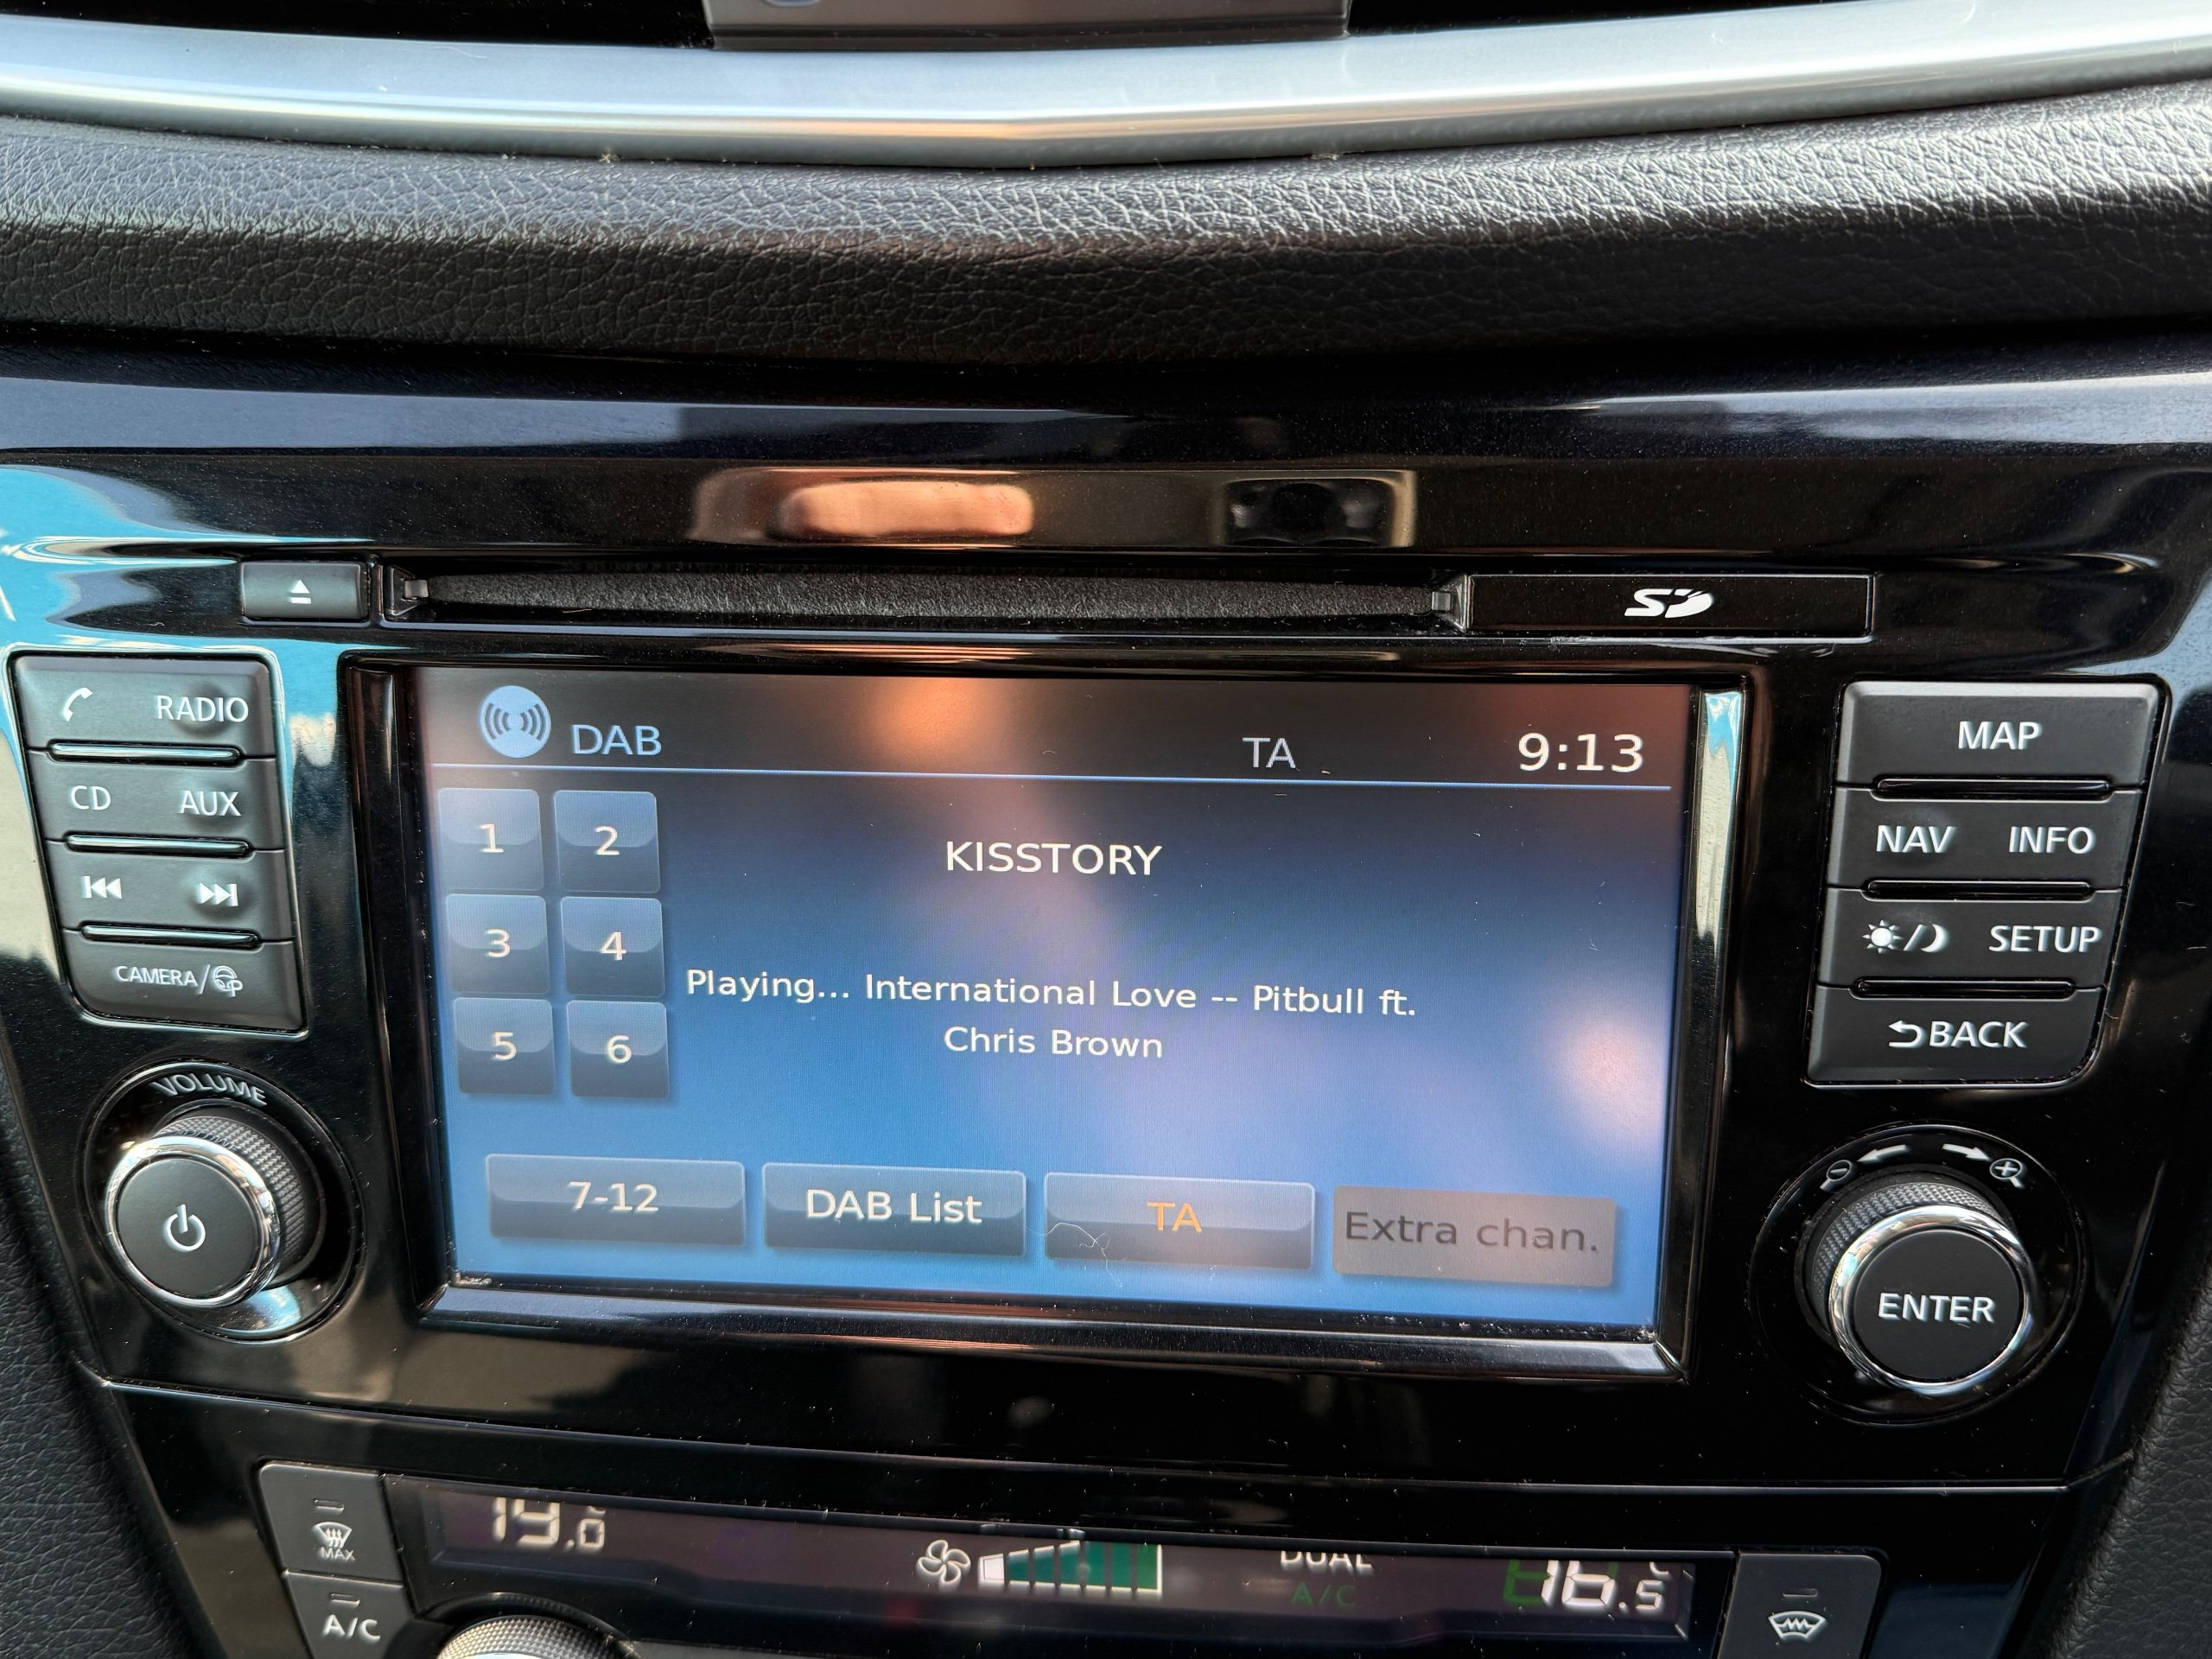 RADIO
CD AUX
CAMERA/
VOLUME
SD
DAB TA 9:13
1 2
3 4
5 6
KISSTORY
Playing... International Love -- Pitbull ft.
Chris Brown
7-12 DAB List TA Extra chan.
MAP
NAV INFO
SETUP
BACK
ENTER
MAX
A/C
19.0
DUAL
A/C
16.5